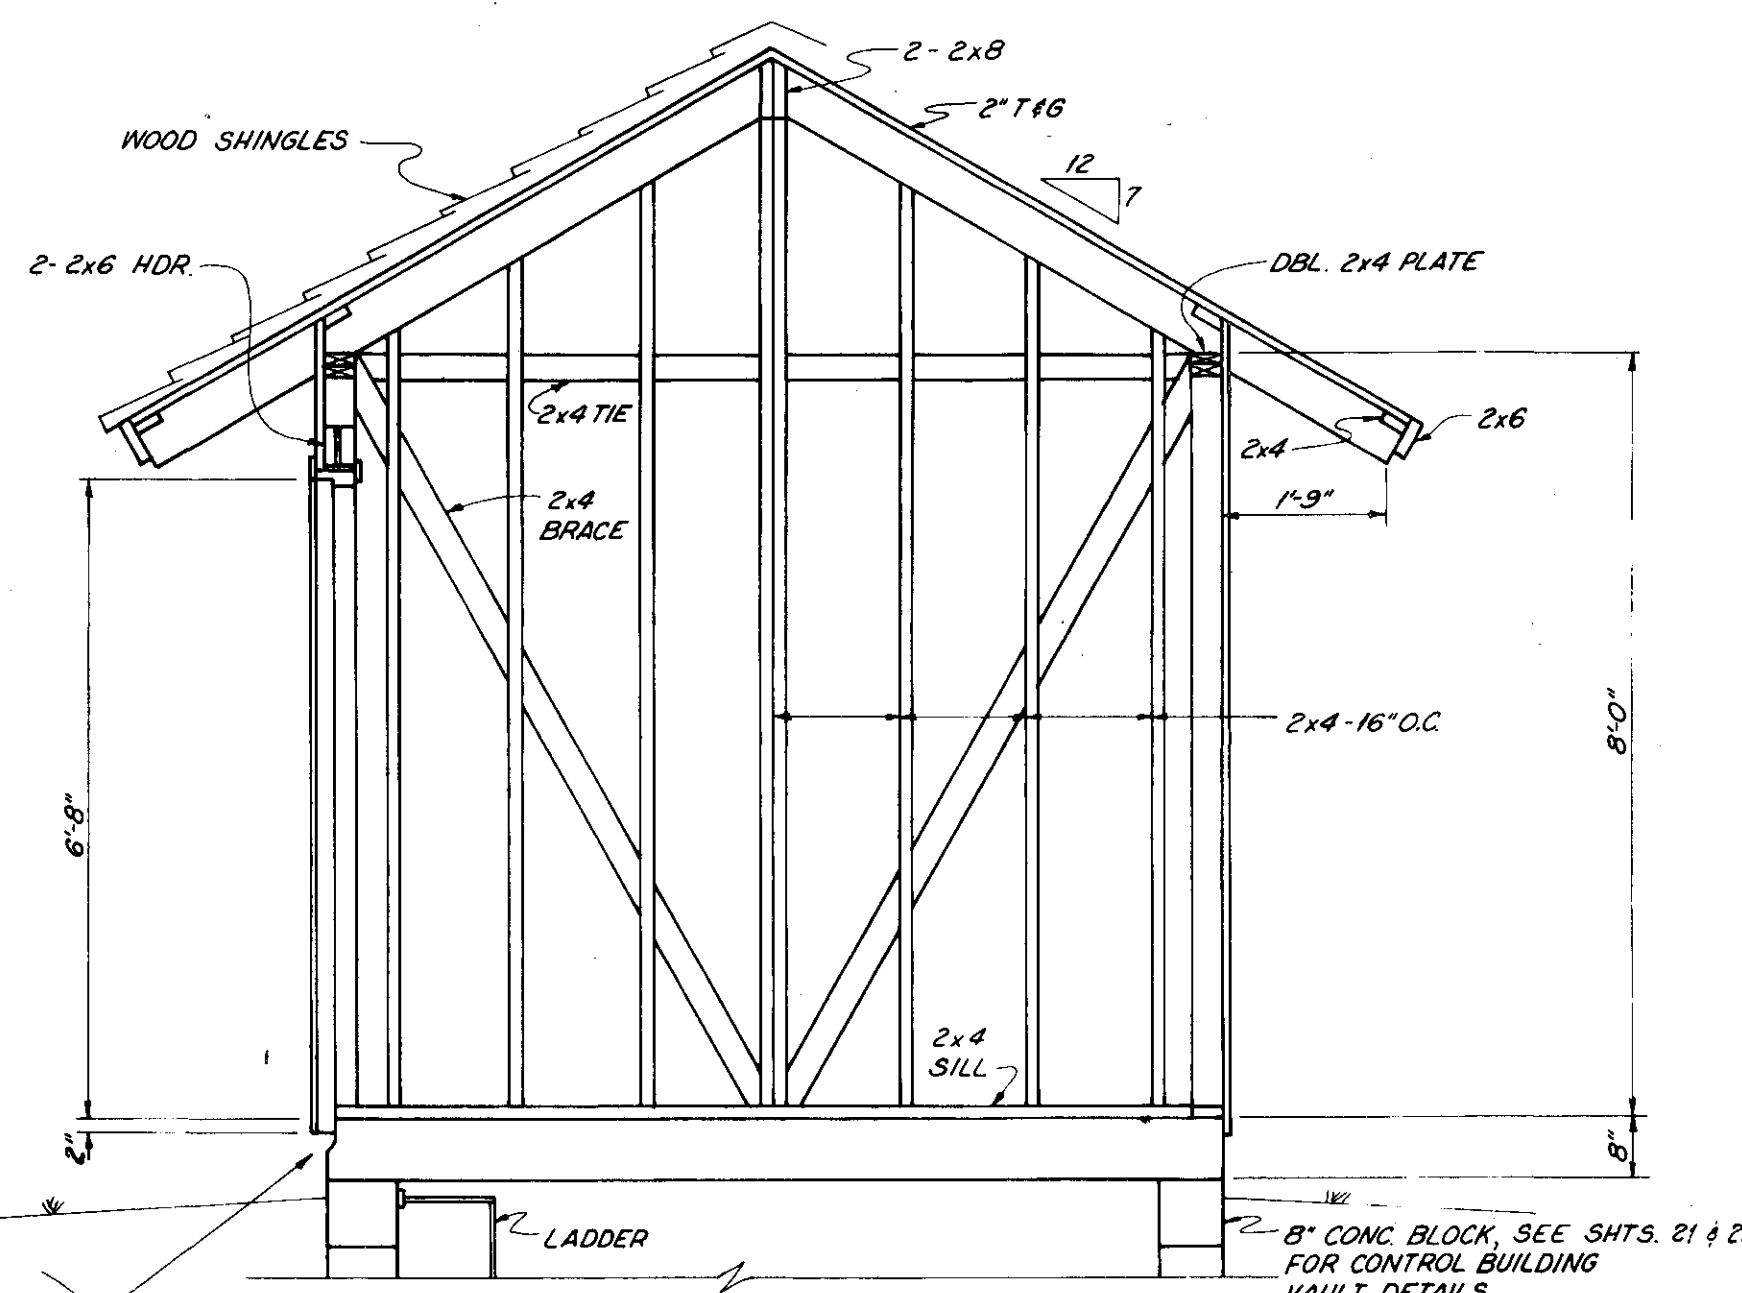 2-2x8
2" T&G
WOOD SHINGLES
12
7
2-2x6 HDR.
DBL. 2x4 PLATE
2x4 TIE
2x4
2x6
1'-9"
2x4
BRACE
2x4-16" O.C.
8'-0"
6'-8"
2x4
SILL
2"
8"
LADDER
8" CONC. BLOCK, SEE SHTS. 21 &
FOR CONTROL BUILDING
VAULT DETAILS